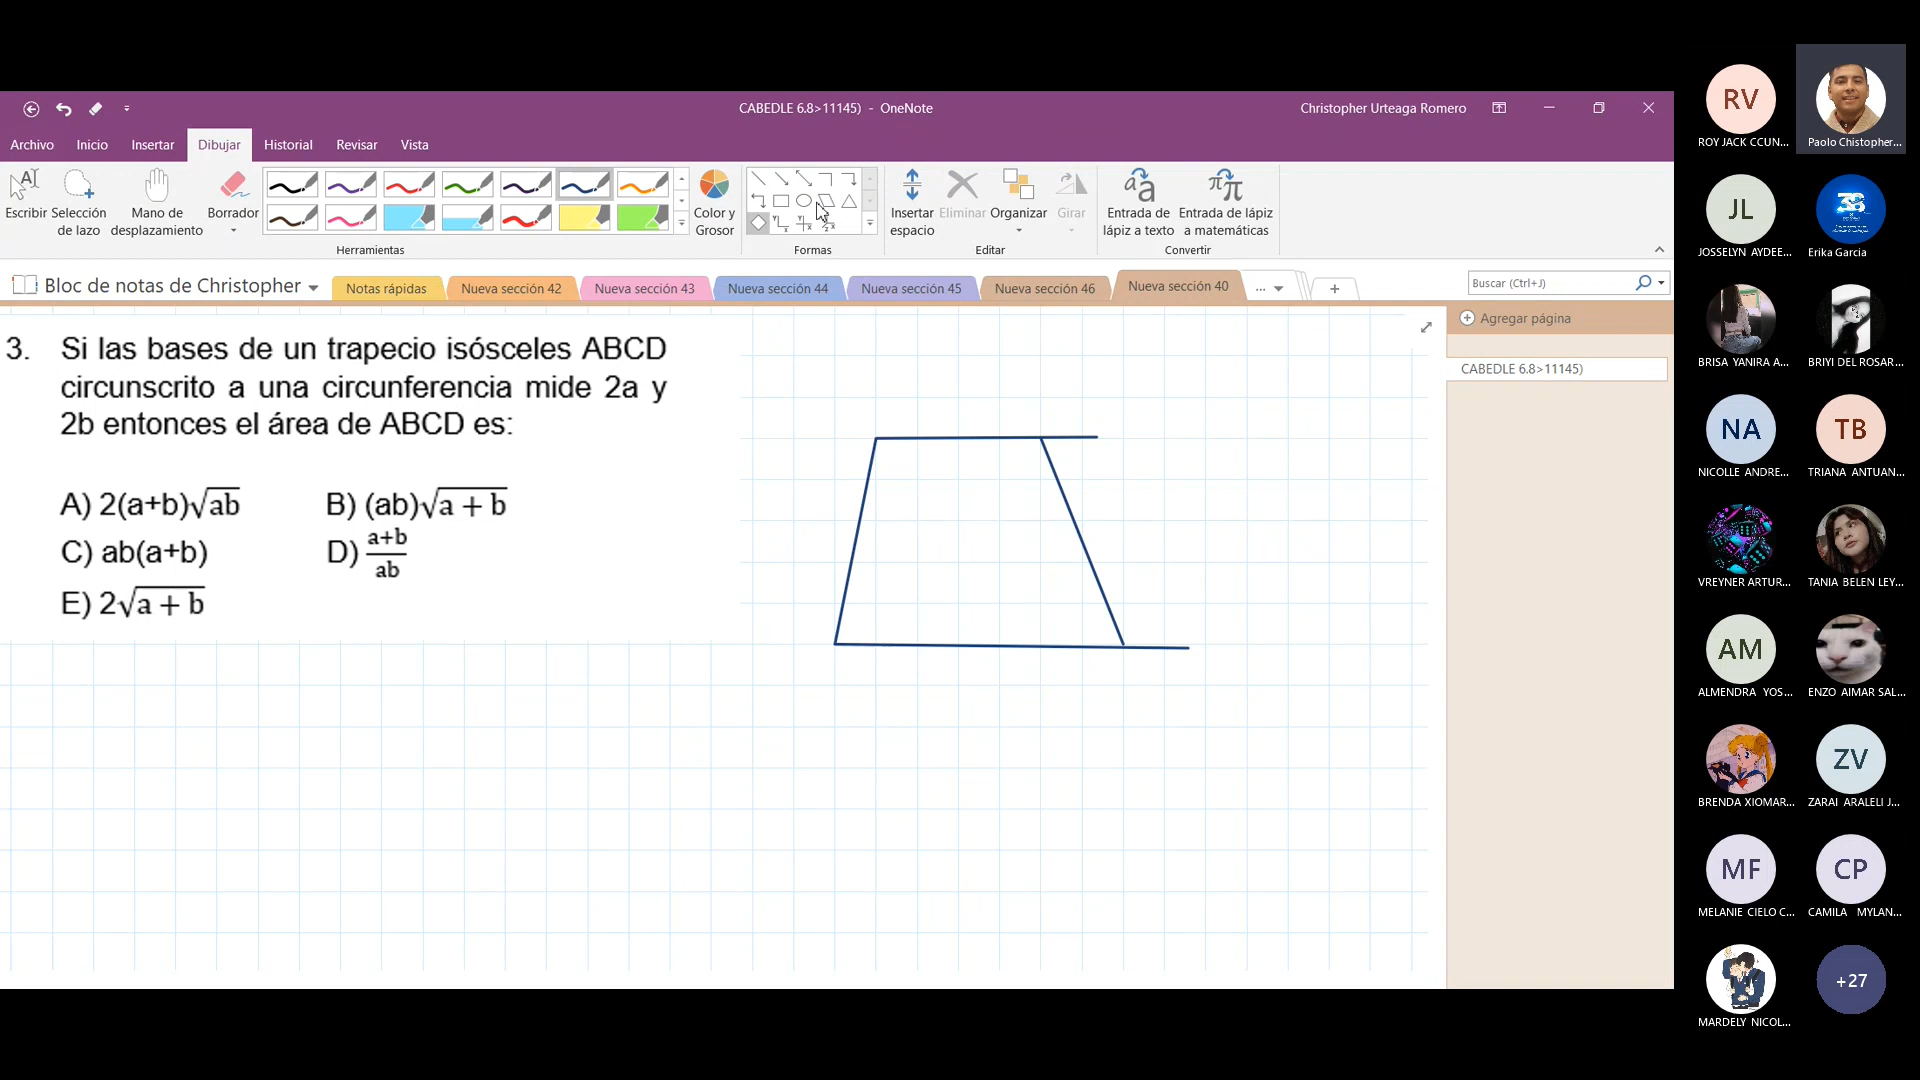 CABEDLE 6.8>11145) - OneNote
Christopher Urteaga Romero
Archivo
Inicio
Insertar
Dibujar
Historial
Revisar
Vista
Escribir
Selección de lazo
Mano de desplazamiento
Borrador
Color y Grosor
Insertar espacio
Eliminar
Organizar
Girar
Entrada de lápiz a texto
Entrada de lápiz a matemáticas
Herramientas
Formas
Editar
Convertir
Bloc de notas de Christopher
Notas rápidas
Nueva sección 42
Nueva sección 43
Nueva sección 44
Nueva sección 45
Nueva sección 46
Nueva sección 40
...
Buscar (Ctrl+J)
Agregar página
CABEDLE 6.8>11145)
3. Si las bases de un trapecio isósceles ABCD
circunscrito a una circunferencia mide 2a y
2b entonces el área de ABCD es:
A) 2(a+b)√ab B) (ab)√a + b
C) ab(a+b) D) a+b/ab
E) 2√a + b
RV
ROY JACK CCUN...
Paolo Chistopher...
JL
JOSSELYN AYDEE...
Erika Garcia
BRISA YANIRA A...
BRIYI DEL ROSAR...
NA
NICOLLE ANDRE...
TB
TRIANA ANTUAN...
VREYNER ARTUR...
TANIA BELEN LEY...
AM
ALMENDRA YOS...
ENZO AIMAR SAL...
BRENDA XIOMAR...
ZV
ZARAI ARALELI J...
MF
MELANIE CIELO C...
CP
CAMILA MYLAN...
MARDELY NICOL...
+27